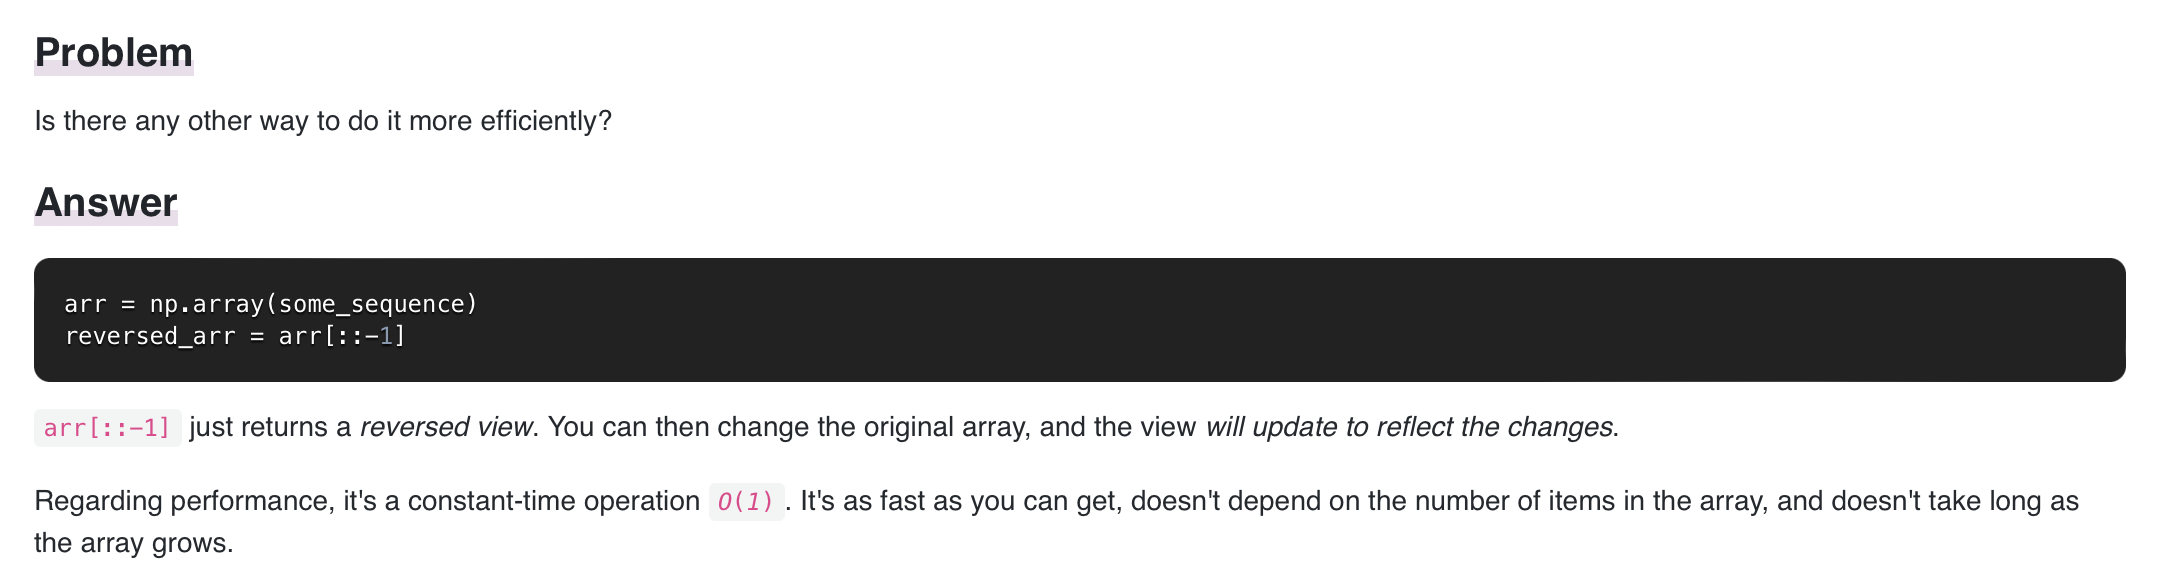 Problem
Is there any other way to do it more efficiently?
Answer
arr = np.array(some_sequence)
reversed_arr = arr[::-1]
arr[::-1] just returns a reversed view. You can then change the original array, and the view will update to reflect the changes.
Regarding performance, it's a constant-time operation O(1). It's as fast as you can get, doesn't depend on the number of items in the array, and doesn't take long as
the array grows.